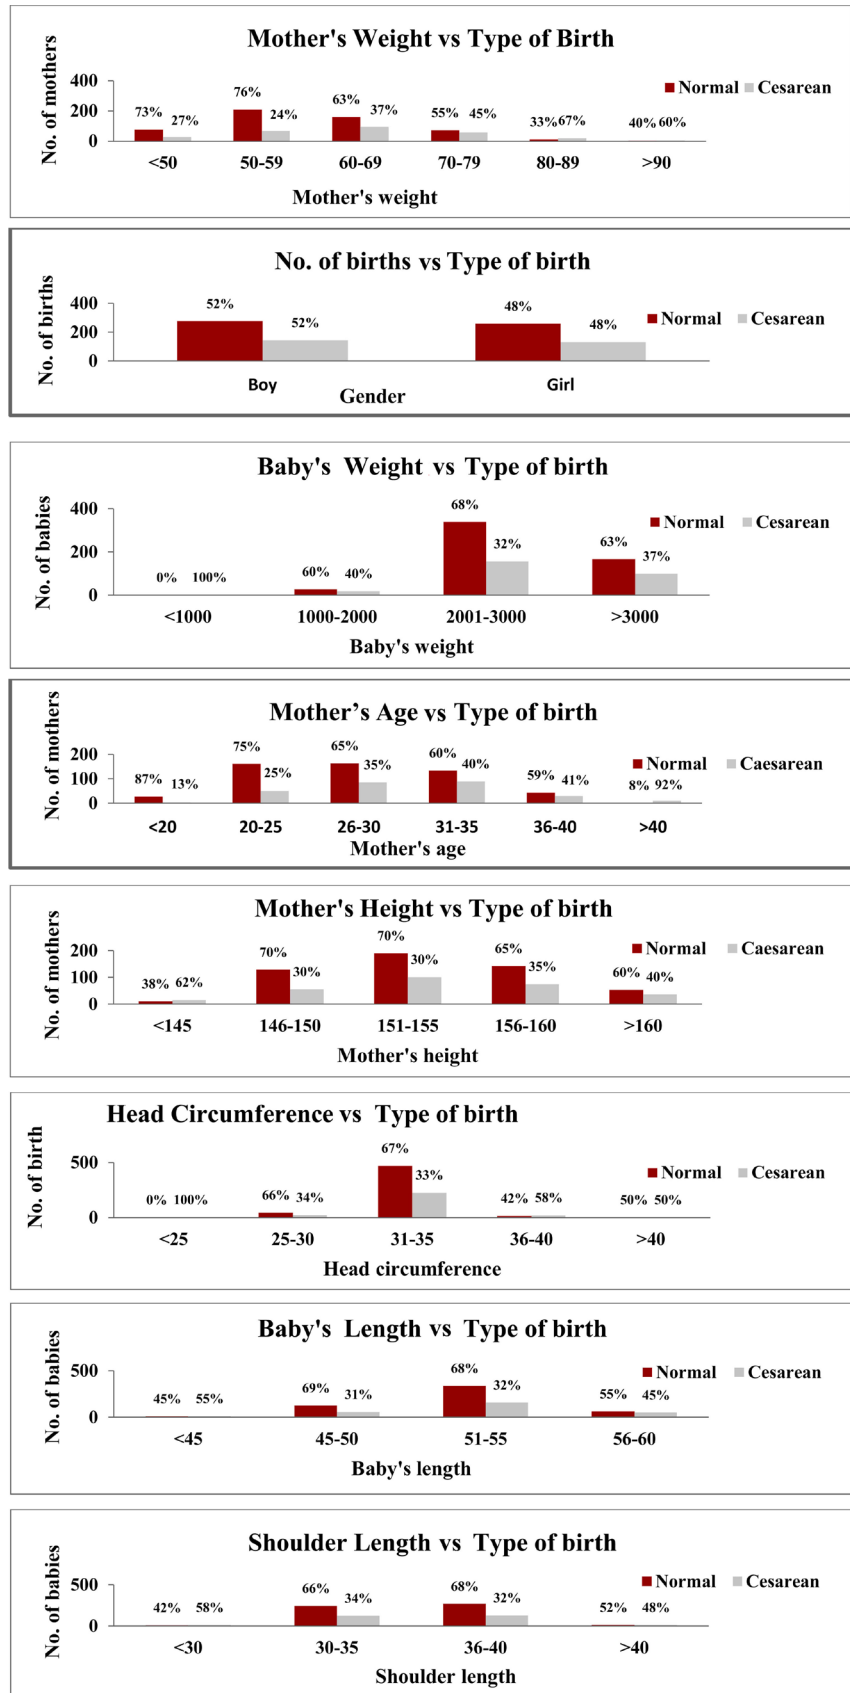 Mother's Weight vs Type of Birth
No. of mothers
400
200
0
73% 27% 76% 24% 63% 37% 55% 45% 33% 67% 40% 60%
Normal Cesarean
<50 50-59 60-69 70-79 80-89 >90
Mother's weight
No. of births vs Type of birth
No. of births
400
200
0
52% 52% 48% 48%
Normal Cesarean
Boy Girl
Gender
Baby's Weight vs Type of birth
No. of babies
400
200
0
0% 100% 60% 40% 68% 32% 63% 37%
Normal Cesarean
<1000 1000-2000 2001-3000 >3000
Baby's weight
Mother’s Age vs Type of birth
No. of mothers
200
100
0
87% 13% 75% 25% 65% 35% 60% 40% 59% 41% 8% 92%
Normal Caesarean
<20 20-25 26-30 31-35 36-40 >40
Mother's age
Mother's Height vs Type of birth
No. of mothers
200
100
0
38% 62% 70% 30% 70% 30% 65% 35% 60% 40%
Normal Caesarean
<145 146-150 151-155 156-160 >160
Mother's height
Head Circumference vs Type of birth
No. of birth
500
0
0% 100% 66% 34% 67% 33% 42% 58% 50% 50%
Normal Cesarean
<25 25-30 31-35 36-40 >40
Head circumference
Baby's Length vs Type of birth
No. of babies
500
0
45% 55% 69% 31% 68% 32% 55% 45%
Normal Cesarean
<45 45-50 51-55 56-60
Baby's length
Shoulder Length vs Type of birth
No. of babies
500
0
42% 58% 66% 34% 68% 32% 52% 48%
Normal Cesarean
<30 30-35 36-40 >40
Shoulder length